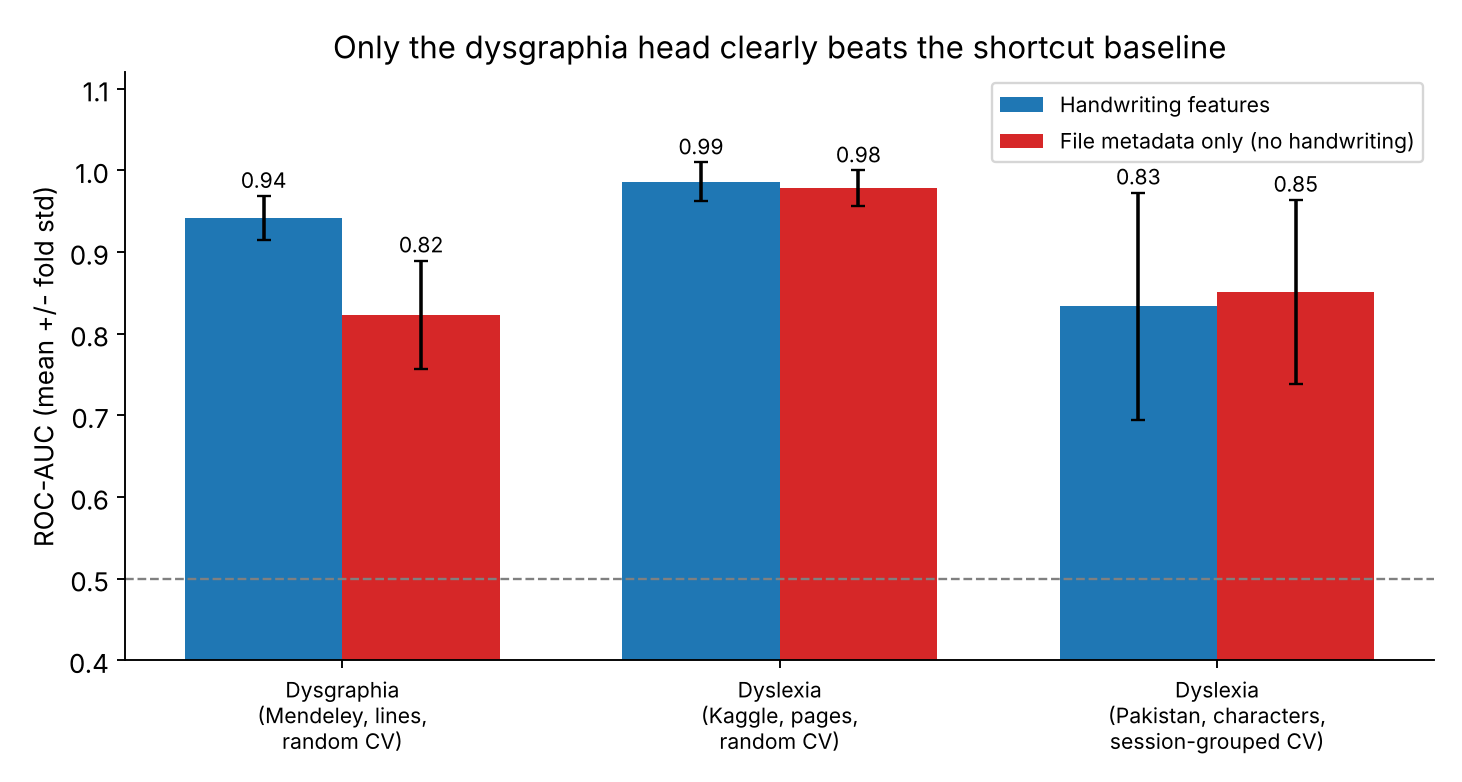 Only the dysgraphia head clearly beats the shortcut baseline
Handwriting features
File metadata only (no handwriting)
ROC-AUC (mean +/- fold std)
1.1
1.0
0.9
0.8
0.7
0.6
0.5
0.4
0.94
0.82
0.99
0.98
0.83
0.85
Dysgraphia
(Mendeley, lines,
random CV)
Dyslexia
(Kaggle, pages,
random CV)
Dyslexia
(Pakistan, characters,
session-grouped CV)